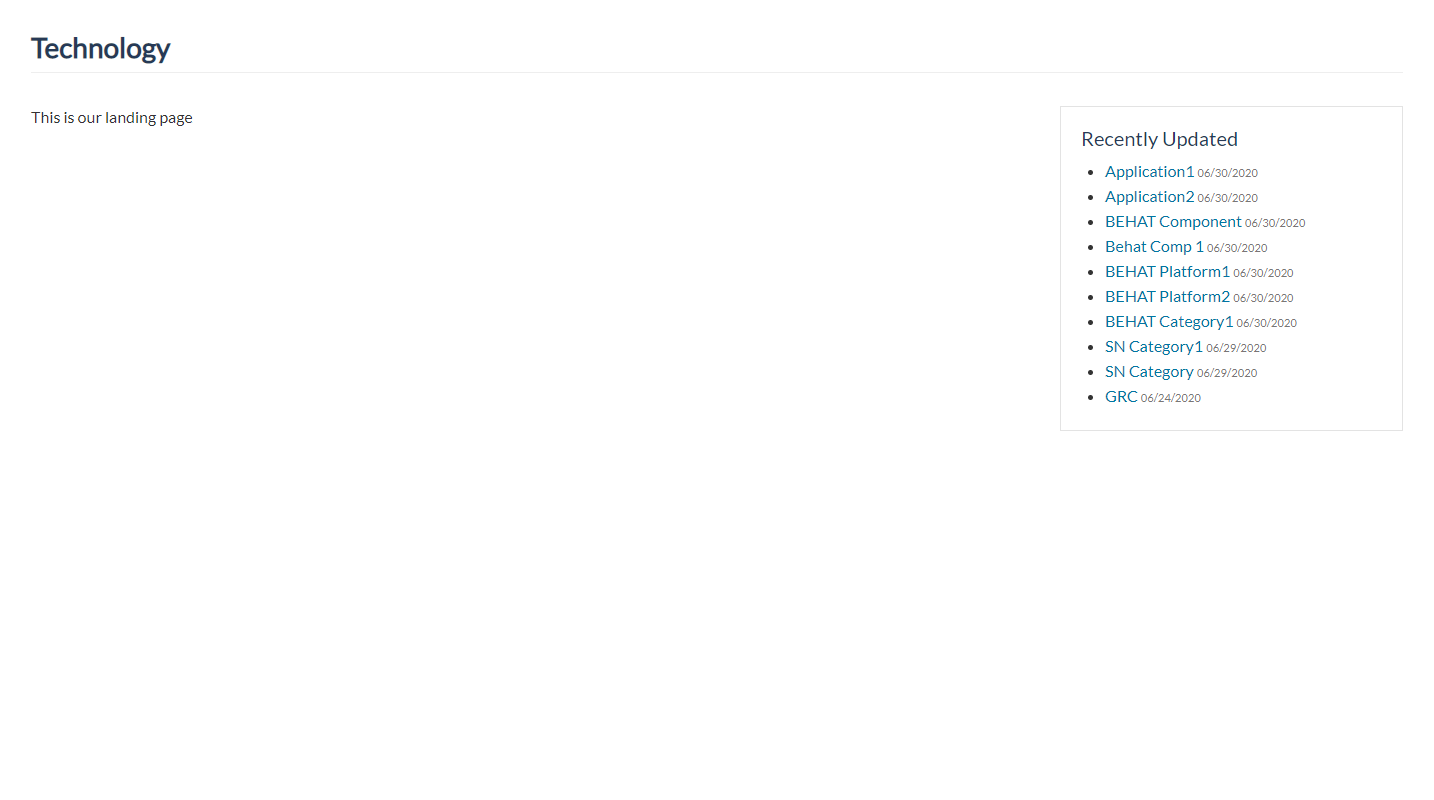 Technology
This is our landing page
Recently Updated
Application1 06/30/2020
Application2 06/30/2020
BEHAT Component 06/30/2020
Behat Comp 1 06/30/2020
BEHAT Platform1 06/30/2020
BEHAT Platform2 06/30/2020
BEHAT Category1 06/30/2020
SN Category1 06/29/2020
SN Category 06/29/2020
GRC 06/24/2020